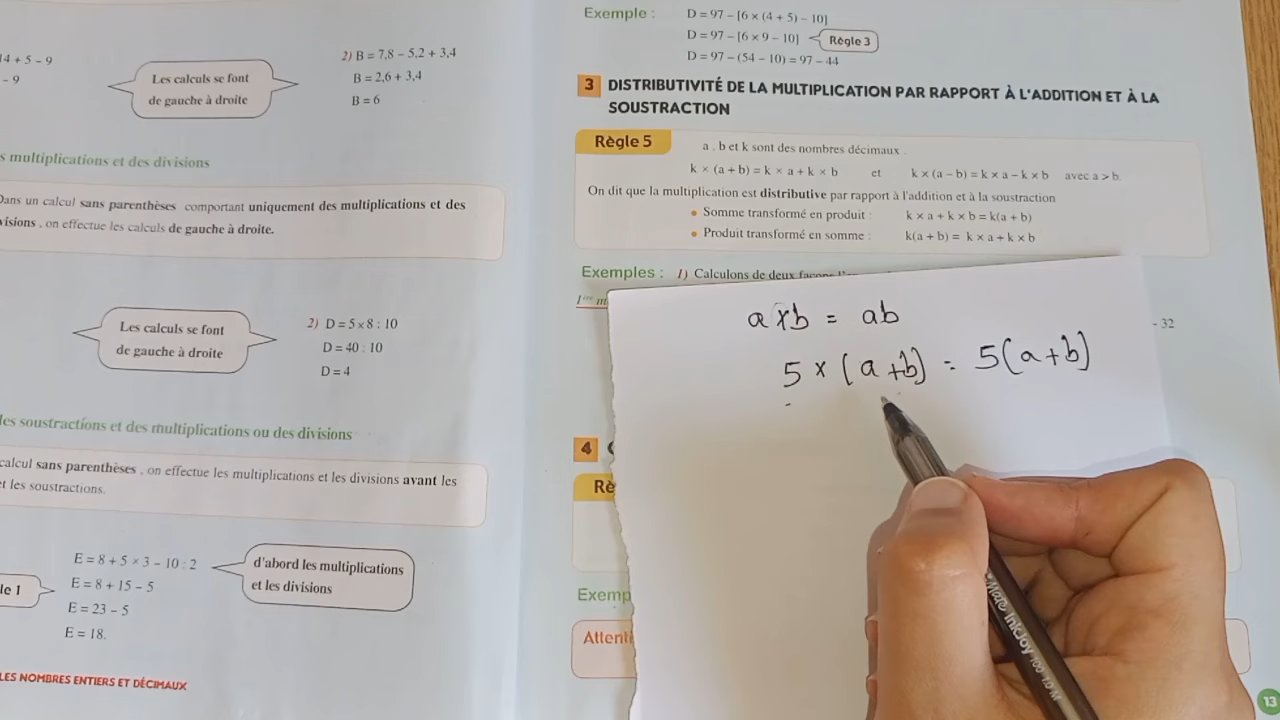 14 + 5 – 9
– 9
Les calculs se font
de gauche à droite
2) B = 7,8 – 5,2 + 3,4
B = 2,6 + 3,4
B = 6
s multiplications et des divisions
Dans un calcul sans parenthèses comportant uniquement des multiplications et des
visions , on effectue les calculs de gauche à droite.
Les calculs se font
de gauche à droite
2) D = 5 × 8 : 10
D = 40 : 10
D = 4
les soustractions et des multiplications ou des divisions
calcul sans parenthèses , on effectue les multiplications et les divisions avant les
et les soustractions.
le 1
E = 8 + 5 × 3 – 10 : 2
E = 8 + 15 – 5
E = 23 – 5
E = 18.
d'abord les multiplications
et les divisions
LES NOMBRES ENTIERS ET DÉCIMAUX
Exemple : D = 97 – [6 × (4 + 5) – 10]
D = 97 – [6 × 9 – 10] Règle 3
D = 97 – (54 – 10) = 97 – 44
3 DISTRIBUTIVITÉ DE LA MULTIPLICATION PAR RAPPORT À L'ADDITION ET À LA
SOUSTRACTION
Règle 5 a , b et k sont des nombres décimaux .
k × (a + b) = k × a + k × b et k × (a – b) = k × a – k × b avec a > b.
On dit que la multiplication est distributive par rapport à l'addition et à la soustraction
• Somme transformé en produit : k × a + k × b = k(a + b)
• Produit transformé en somme : k(a + b) = k × a + k × b
Exemples : 1) Calculons de deux façons
1ère
- 32
a × b = ab
5 × (a + b) = 5(a + b)
4
Rè
Exemp
Attenti
Mate InkJoy 100 1.0 M
13